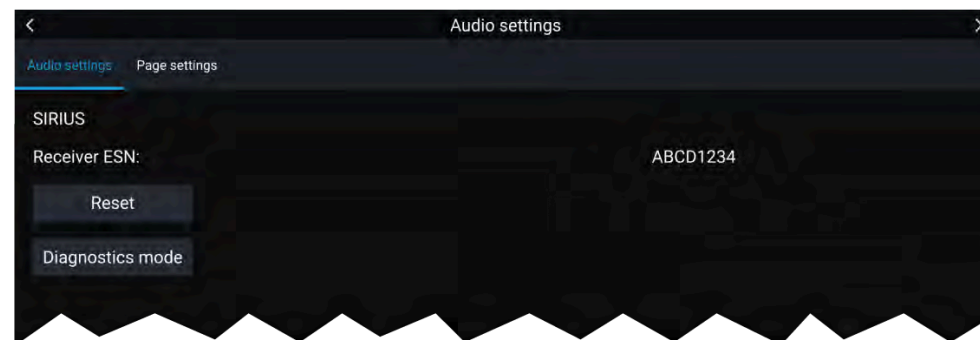 Audio settings
Audio settings Page settings
SIRIUS
Receiver ESN: ABCD1234
Reset
Diagnostics mode